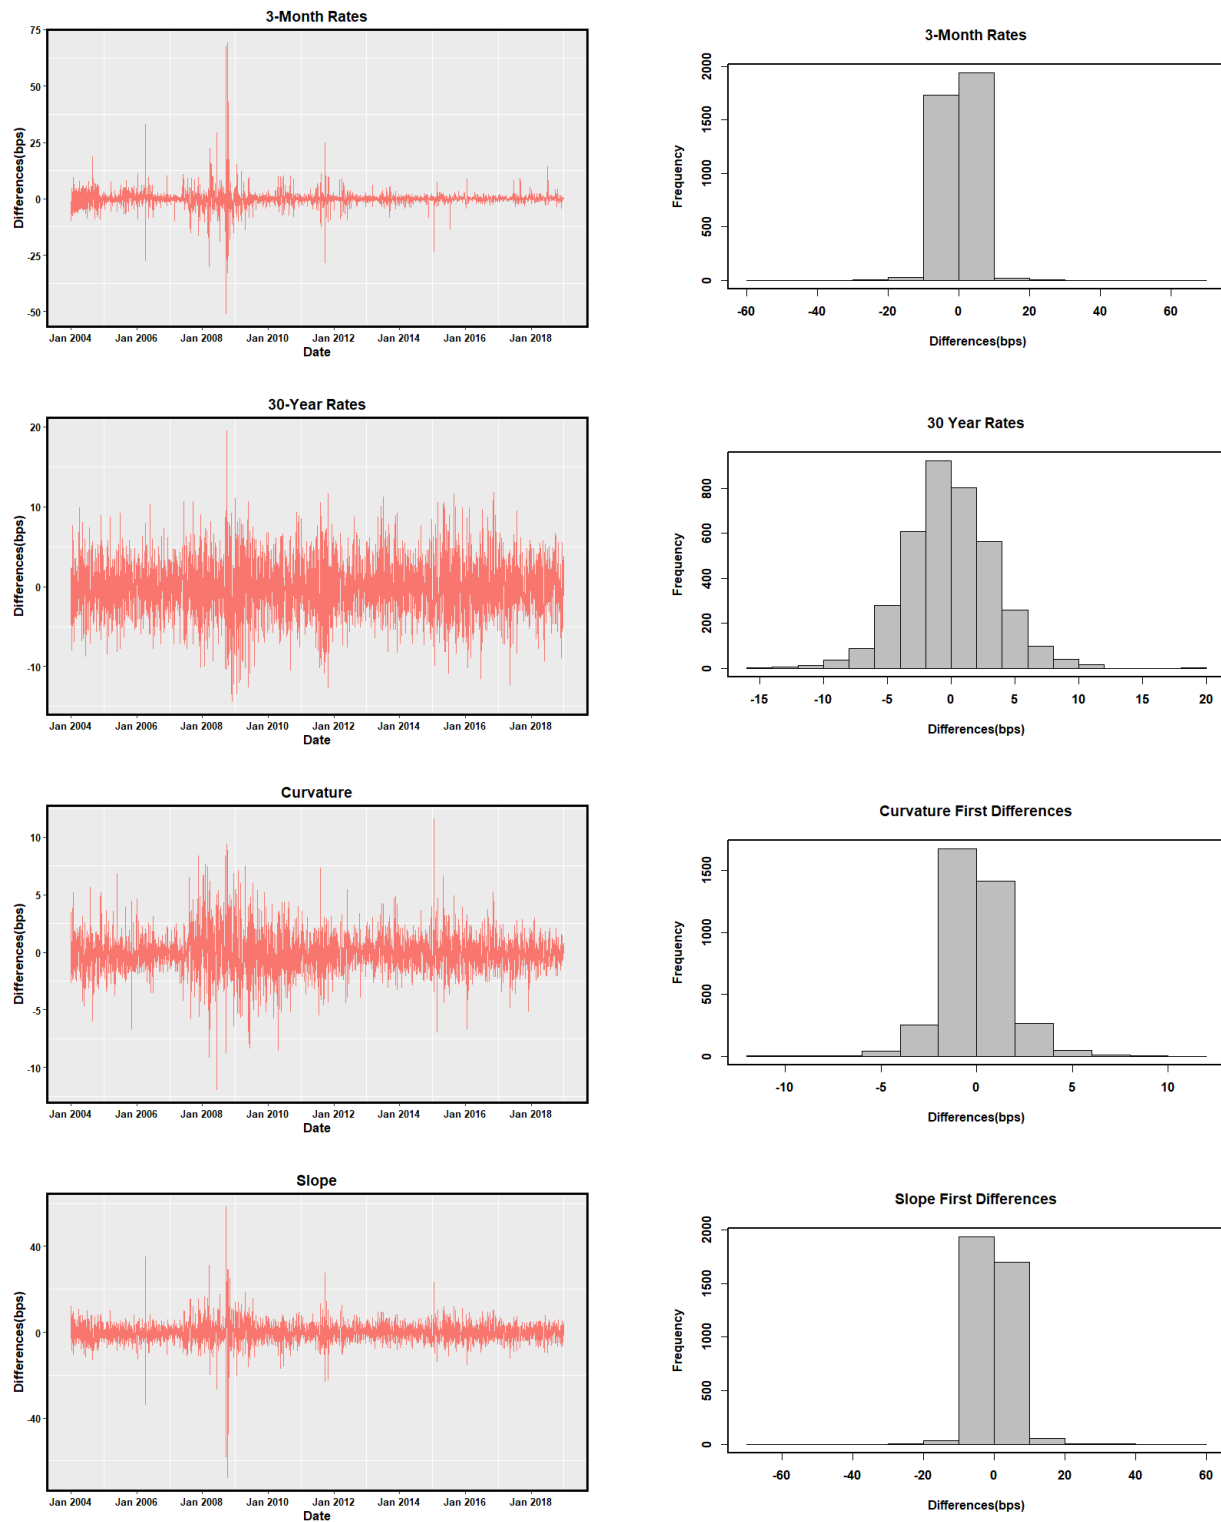 3-Month Rates
Differences(bps)
75
50
25
0
-25
-50
Jan 2004 Jan 2006 Jan 2008 Jan 2010 Jan 2012 Jan 2014 Jan 2016 Jan 2018
Date
3-Month Rates
Frequency
2000
1500
1000
500
0
-60 -40 -20 0 20 40 60
Differences(bps)
30-Year Rates
Differences(bps)
20
10
0
-10
Jan 2004 Jan 2006 Jan 2008 Jan 2010 Jan 2012 Jan 2014 Jan 2016 Jan 2018
Date
30 Year Rates
Frequency
800
600
400
200
0
-15 -10 -5 0 5 10 15 20
Differences(bps)
Curvature
Differences(bps)
10
5
0
-5
-10
Jan 2004 Jan 2006 Jan 2008 Jan 2010 Jan 2012 Jan 2014 Jan 2016 Jan 2018
Date
Curvature First Differences
Frequency
1500
1000
500
0
-10 -5 0 5 10
Differences(bps)
Slope
Differences(bps)
40
0
-40
Jan 2004 Jan 2006 Jan 2008 Jan 2010 Jan 2012 Jan 2014 Jan 2016 Jan 2018
Date
Slope First Differences
Frequency
2000
1500
1000
500
0
-60 -40 -20 0 20 40 60
Differences(bps)